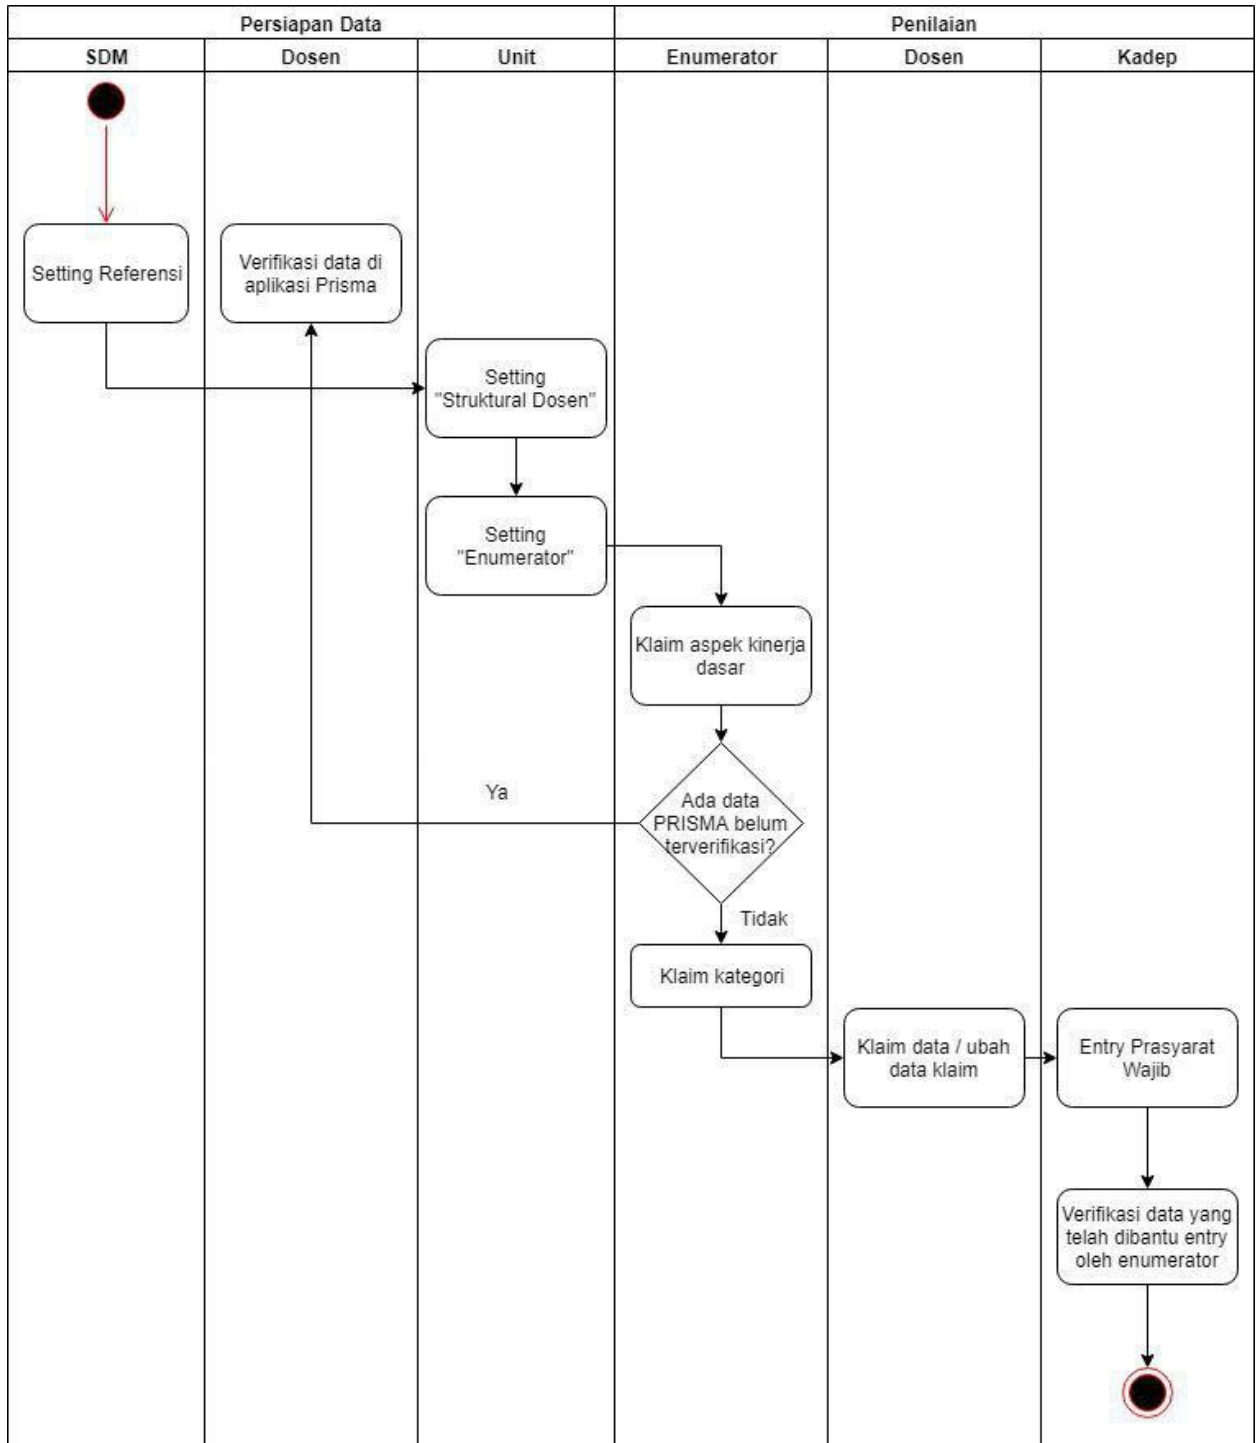 Persiapan Data
Penilaian
SDM
Dosen
Unit
Enumerator
Dosen
Kadep
Setting Referensi
Verifikasi data di
aplikasi Prisma
Setting
"Struktural Dosen"
Setting
"Enumerator"
Klaim aspek kinerja
dasar
Ya
Ada data
PRISMA belum
terverifikasi?
Tidak
Klaim kategori
Klaim data / ubah
data klaim
Entry Prasyarat
Wajib
Verifikasi data yang
telah dibantu entry
oleh enumerator